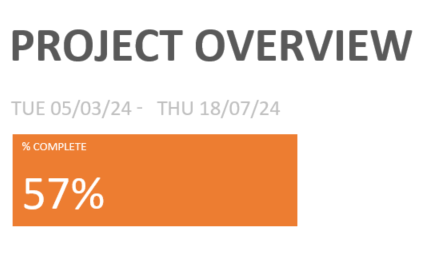 PROJECT OVERVIEW
TUE 05/03/24 - THU 18/07/24
% COMPLETE
57%